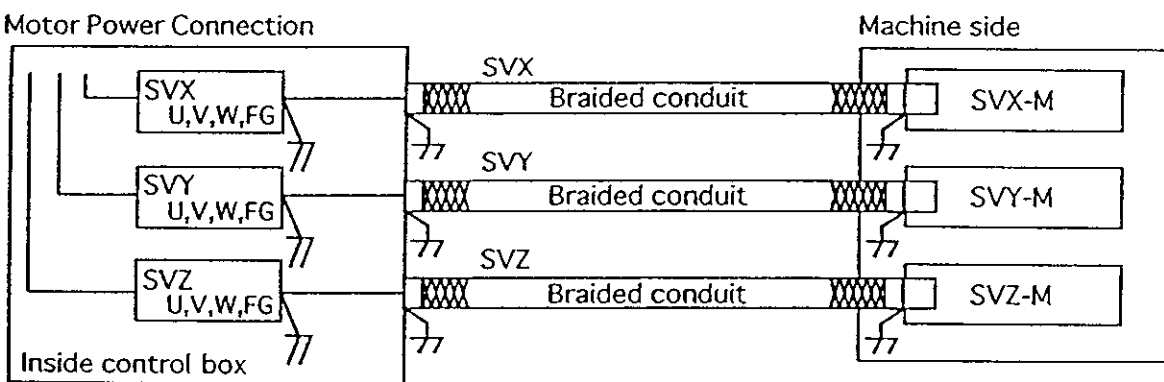 Motor Power Connection
Machine side
SVX
SVX
U,V,W,FG
Braided conduit
SVX-M
SVY
SVY
U,V,W,FG
Braided conduit
SVY-M
SVZ
SVZ
U,V,W,FG
Braided conduit
SVZ-M
Inside control box